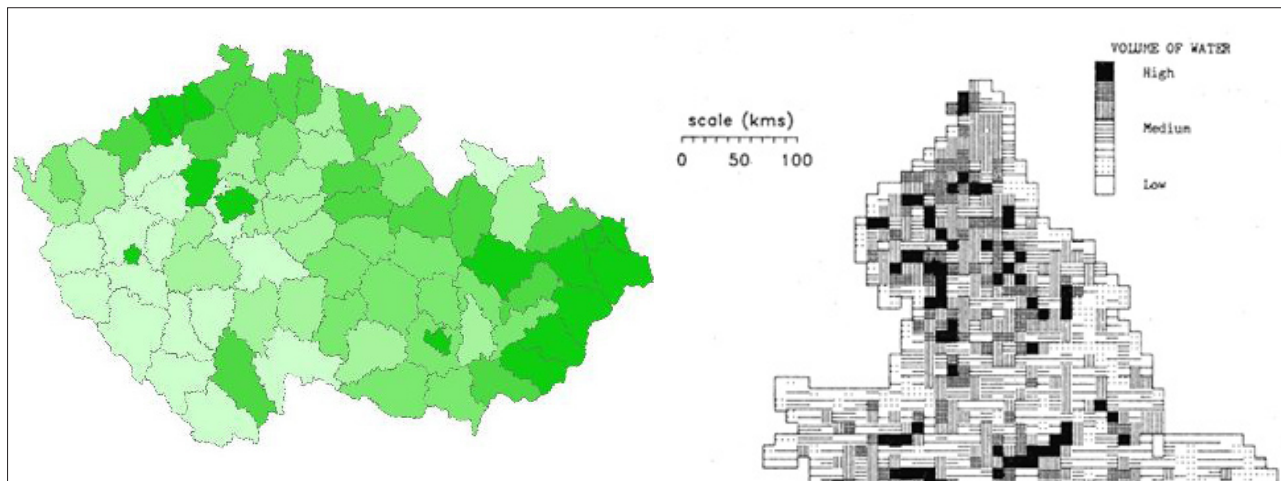 VOLUME OF WATER
High
Medium
Low
scale (kms)
0 50 100